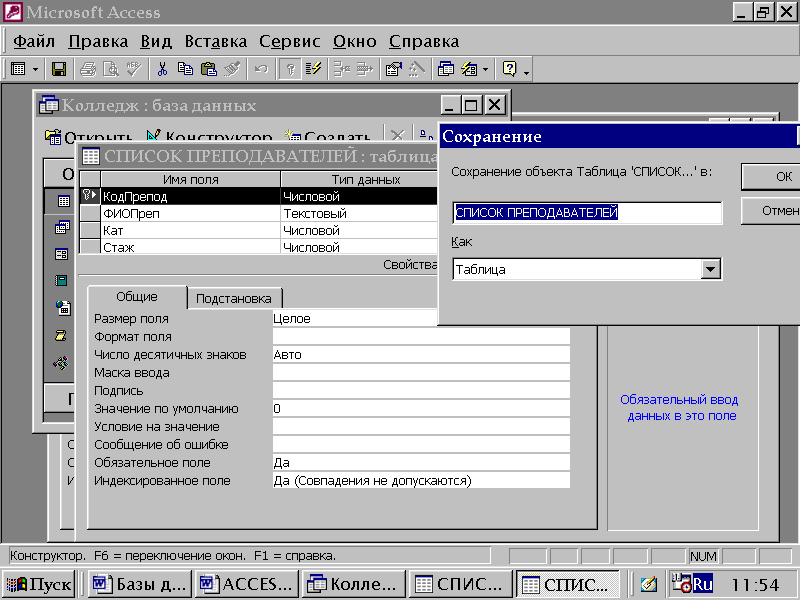 Microsoft Access
Файл Правка Вид Вставка Сервис Окно Справка
Колледж : база данных
Открыть Конструктор Создать
СПИСОК ПРЕПОДАВАТЕЛЕЙ : таблица
Имя поля Тип данных
КодПрепод Числовой
ФИОПреп Текстовый
Кат Числовой
Стаж Числовой
Свойства
Общие Подстановка
Размер поля Целое
Формат поля
Число десятичных знаков Авто
Маска ввода
Подпись
Значение по умолчанию 0
Условие на значение
Сообщение об ошибке
Обязательное поле Да
Индексированное поле Да (Совпадения не допускаются)
Обязательный ввод
данных в это поле
Сохранение
Сохранение объекта Таблица 'СПИСОК...' в:
СПИСОК ПРЕПОДАВАТЕЛЕЙ
Как
Таблица
ОК
Отмен
Конструктор. F6 = переключение окон. F1 = справка.
NUM
Пуск Базы д... ACCES... Колле... СПИС... СПИС... Ru 11:54